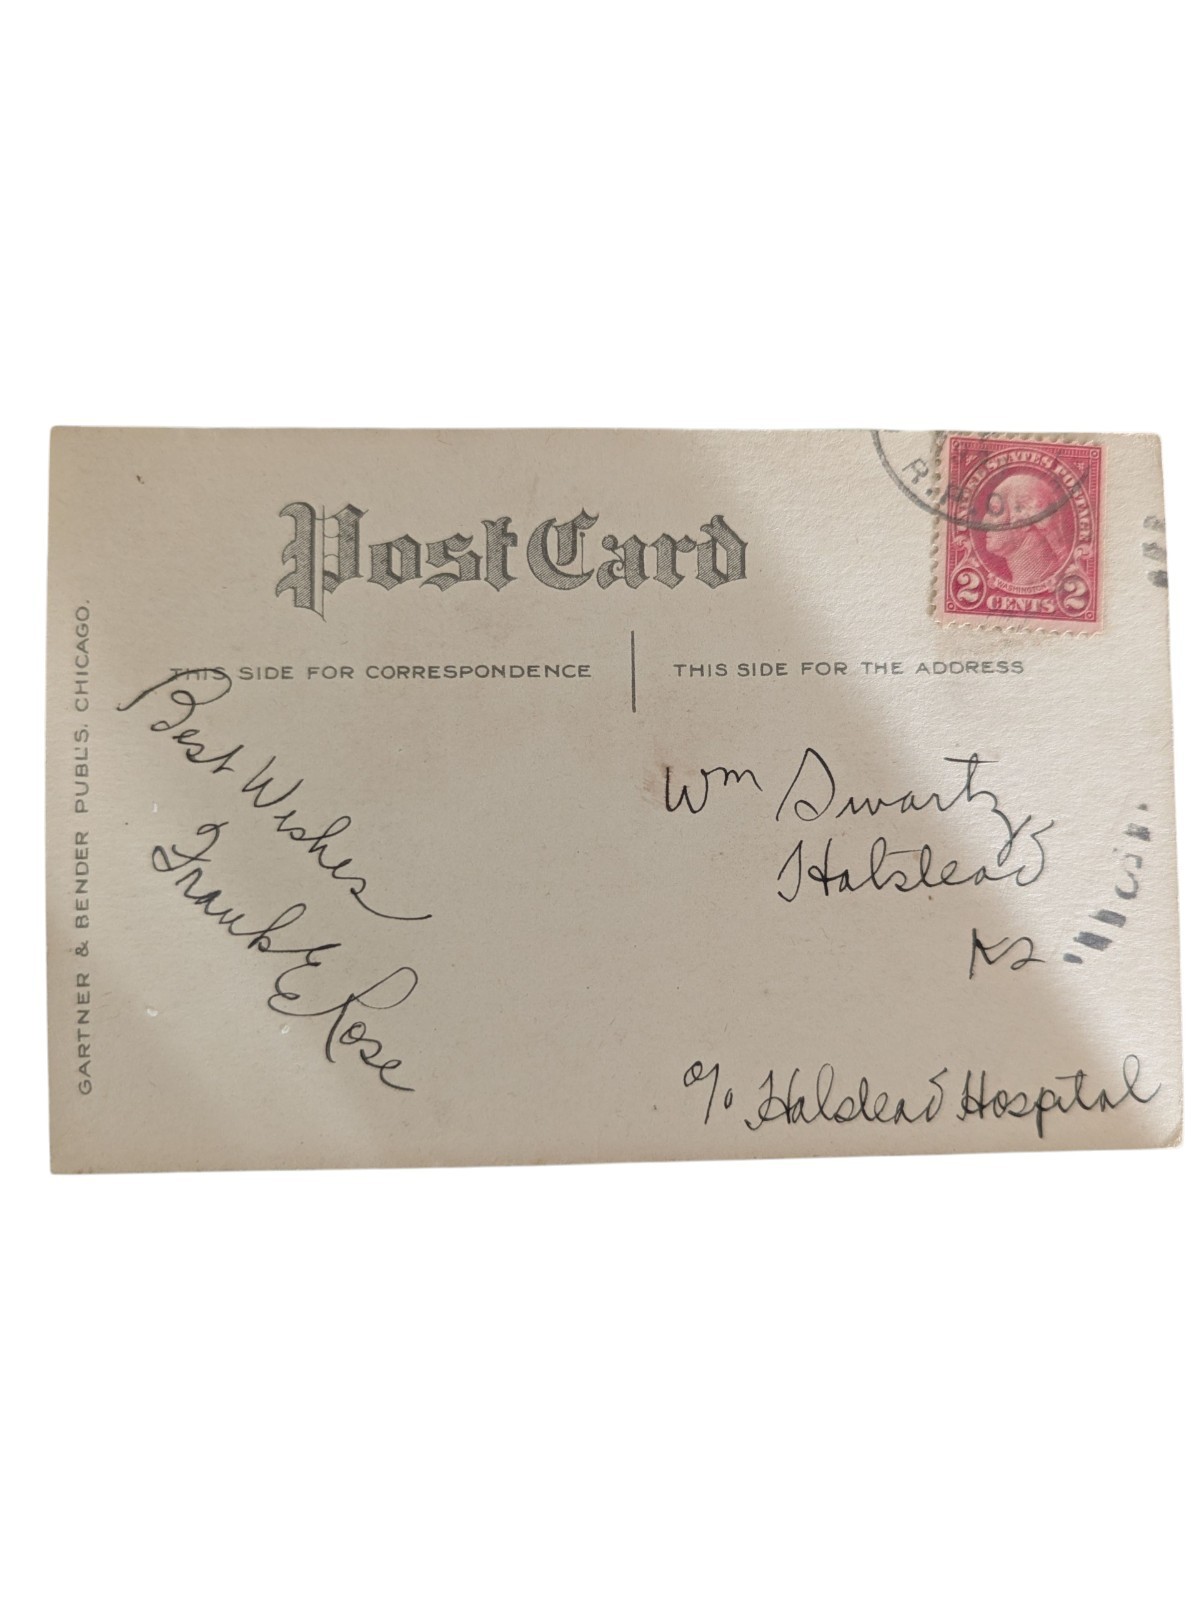 Post Card
THIS SIDE FOR CORRESPONDENCE
THIS SIDE FOR THE ADDRESS
GARTNER & BENDER PUBL'S. CHICAGO.
Best Wishes
Frank E Rose
Wm Swartz
Halstead
Ks
c/o Halstead Hospital
R.P.O.
UNITED STATES POSTAGE
WASHINGTON
2 CENTS 2